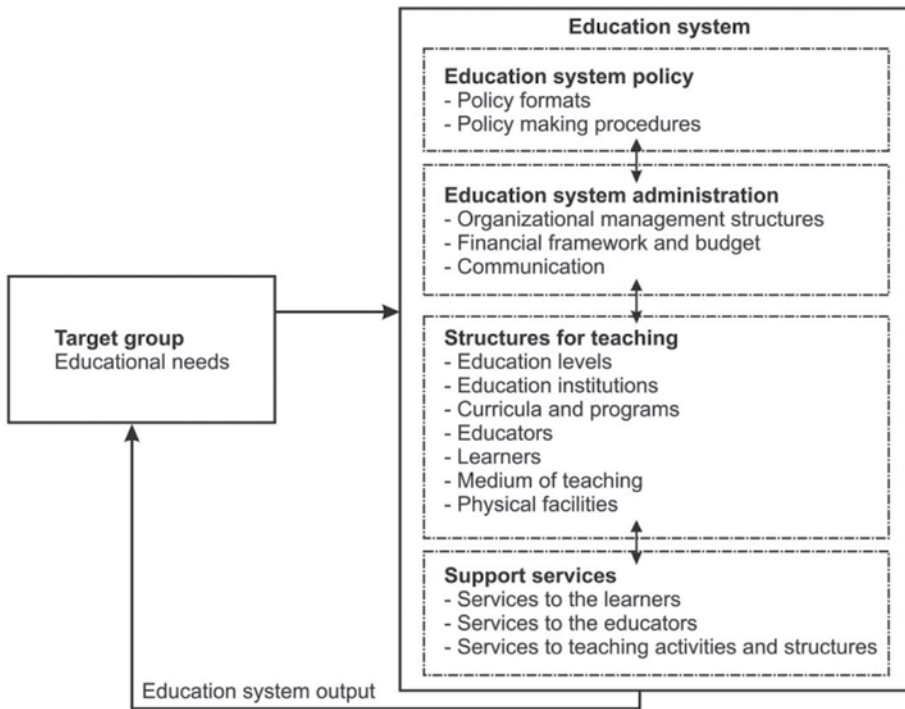 Education system
Education system policy
- Policy formats
- Policy making procedures
Education system administration
- Organizational management structures
- Financial framework and budget
- Communication
Target group
Educational needs
Structures for teaching
- Education levels
- Education institutions
- Curricula and programs
- Educators
- Learners
- Medium of teaching
- Physical facilities
Support services
- Services to the learners
- Services to the educators
- Services to teaching activities and structures
Education system output